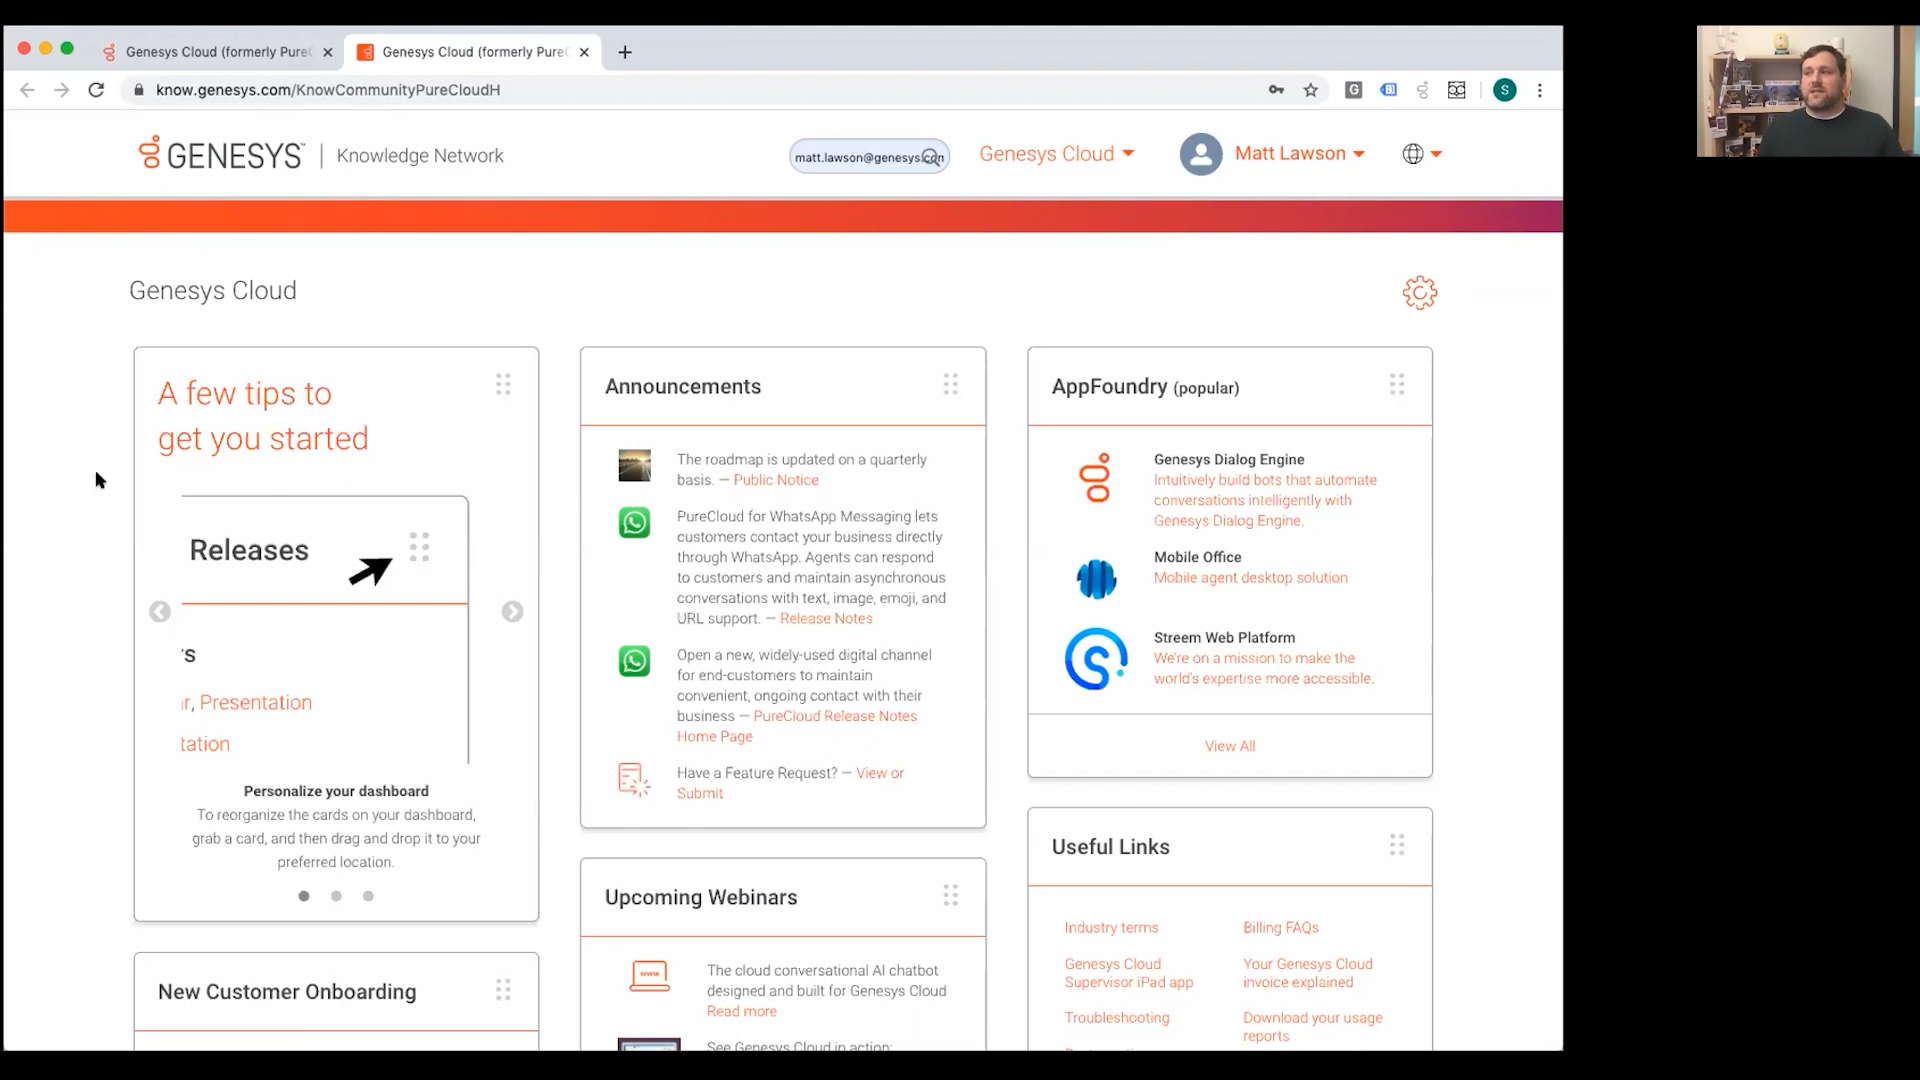 Genesys Cloud (formerly PureC
Genesys Cloud (formerly PureC
know.genesys.com/KnowCommunityPureCloudH
G
S
GENESYS™ | Knowledge Network
matt.lawson@genesys.con
Genesys Cloud
Matt Lawson
Genesys Cloud
A few tips to
get you started
Releases
's
ar, Presentation
tation
Personalize your dashboard
To reorganize the cards on your dashboard,
grab a card, and then drag and drop it to your
preferred location.
New Customer Onboarding
Announcements
The roadmap is updated on a quarterly
basis. — Public Notice
PureCloud for WhatsApp Messaging lets
customers contact your business directly
through WhatsApp. Agents can respond
to customers and maintain asynchronous
conversations with text, image, emoji, and
URL support. — Release Notes
Open a new, widely-used digital channel
for end-customers to maintain
convenient, ongoing contact with their
business — PureCloud Release Notes
Home Page
Have a Feature Request? — View or
Submit
Upcoming Webinars
www
The cloud conversational AI chatbot
designed and built for Genesys Cloud
Read more
See Genesys Cloud in action:
AppFoundry (popular)
Genesys Dialog Engine
Intuitively build bots that automate
conversations intelligently with
Genesys Dialog Engine.
Mobile Office
Mobile agent desktop solution
Streem Web Platform
We're on a mission to make the
world's expertise more accessible.
View All
Useful Links
Industry terms
Genesys Cloud
Supervisor iPad app
Troubleshooting
Billing FAQs
Your Genesys Cloud
invoice explained
Download your usage
reports